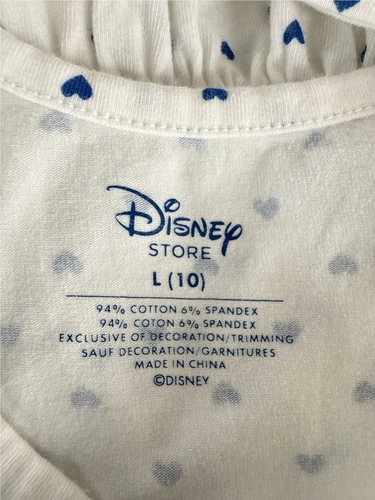 Disney
STORE
L (10)
94% COTTON 6% SPANDEX
94% COTON 6% SPANDEX
EXCLUSIVE OF DECORATION/TRIMMING
SAUF DECORATION/GARNITURES
MADE IN CHINA
©DISNEY